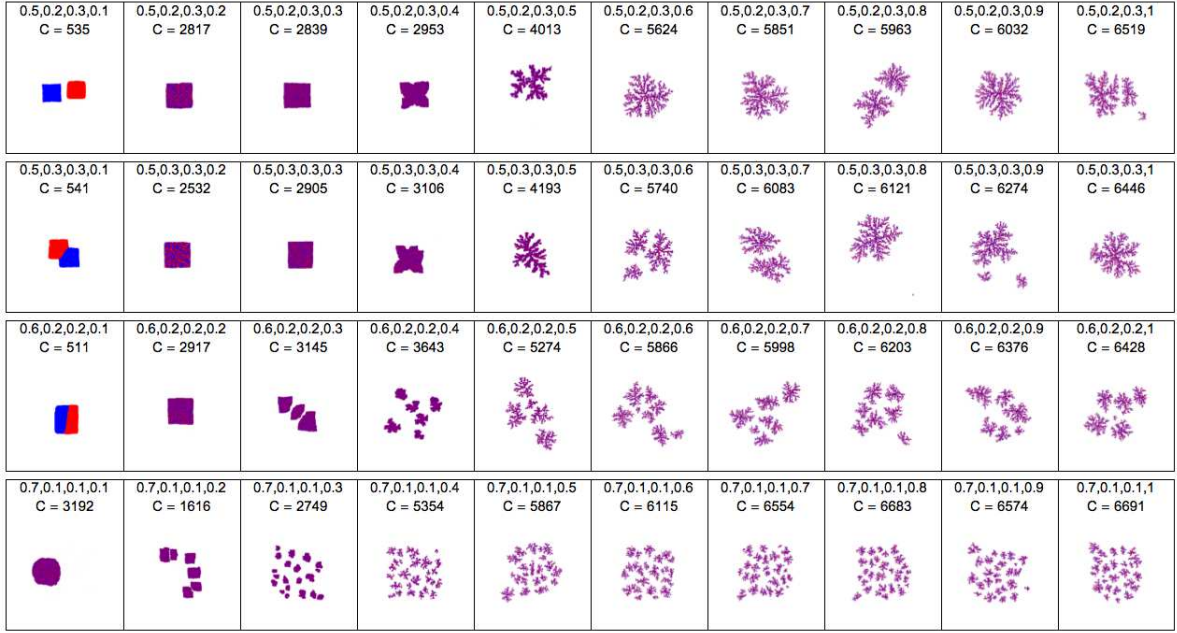 0.5,0.2,0.3,0.1 0.5,0.2,0.3,0.2 0.5,0.2,0.3,0.3 0.5,0.2,0.3,0.4 0.5,0.2,0.3,0.5 0.5,0.2,0.3,0.6 0.5,0.2,0.3,0.7 0.5,0.2,0.3,0.8 0.5,0.2,0.3,0.9 0.5,0.2,0.3,1
C = 535 C = 2817 C = 2839 C = 2953 C = 4013 C = 5624 C = 5851 C = 5963 C = 6032 C = 6519
0.5,0.3,0.3,0.1 0.5,0.3,0.3,0.2 0.5,0.3,0.3,0.3 0.5,0.3,0.3,0.4 0.5,0.3,0.3,0.5 0.5,0.3,0.3,0.6 0.5,0.3,0.3,0.7 0.5,0.3,0.3,0.8 0.5,0.3,0.3,0.9 0.5,0.3,0.3,1
C = 541 C = 2532 C = 2905 C = 3106 C = 4193 C = 5740 C = 6083 C = 6121 C = 6274 C = 6446
0.6,0.2,0.2,0.1 0.6,0.2,0.2,0.2 0.6,0.2,0.2,0.3 0.6,0.2,0.2,0.4 0.6,0.2,0.2,0.5 0.6,0.2,0.2,0.6 0.6,0.2,0.2,0.7 0.6,0.2,0.2,0.8 0.6,0.2,0.2,0.9 0.6,0.2,0.2,1
C = 511 C = 2917 C = 3145 C = 3643 C = 5274 C = 5866 C = 5998 C = 6203 C = 6376 C = 6428
0.7,0.1,0.1,0.1 0.7,0.1,0.1,0.2 0.7,0.1,0.1,0.3 0.7,0.1,0.1,0.4 0.7,0.1,0.1,0.5 0.7,0.1,0.1,0.6 0.7,0.1,0.1,0.7 0.7,0.1,0.1,0.8 0.7,0.1,0.1,0.9 0.7,0.1,0.1,1
C = 3192 C = 1616 C = 2749 C = 5354 C = 5867 C = 6115 C = 6554 C = 6683 C = 6574 C = 6691